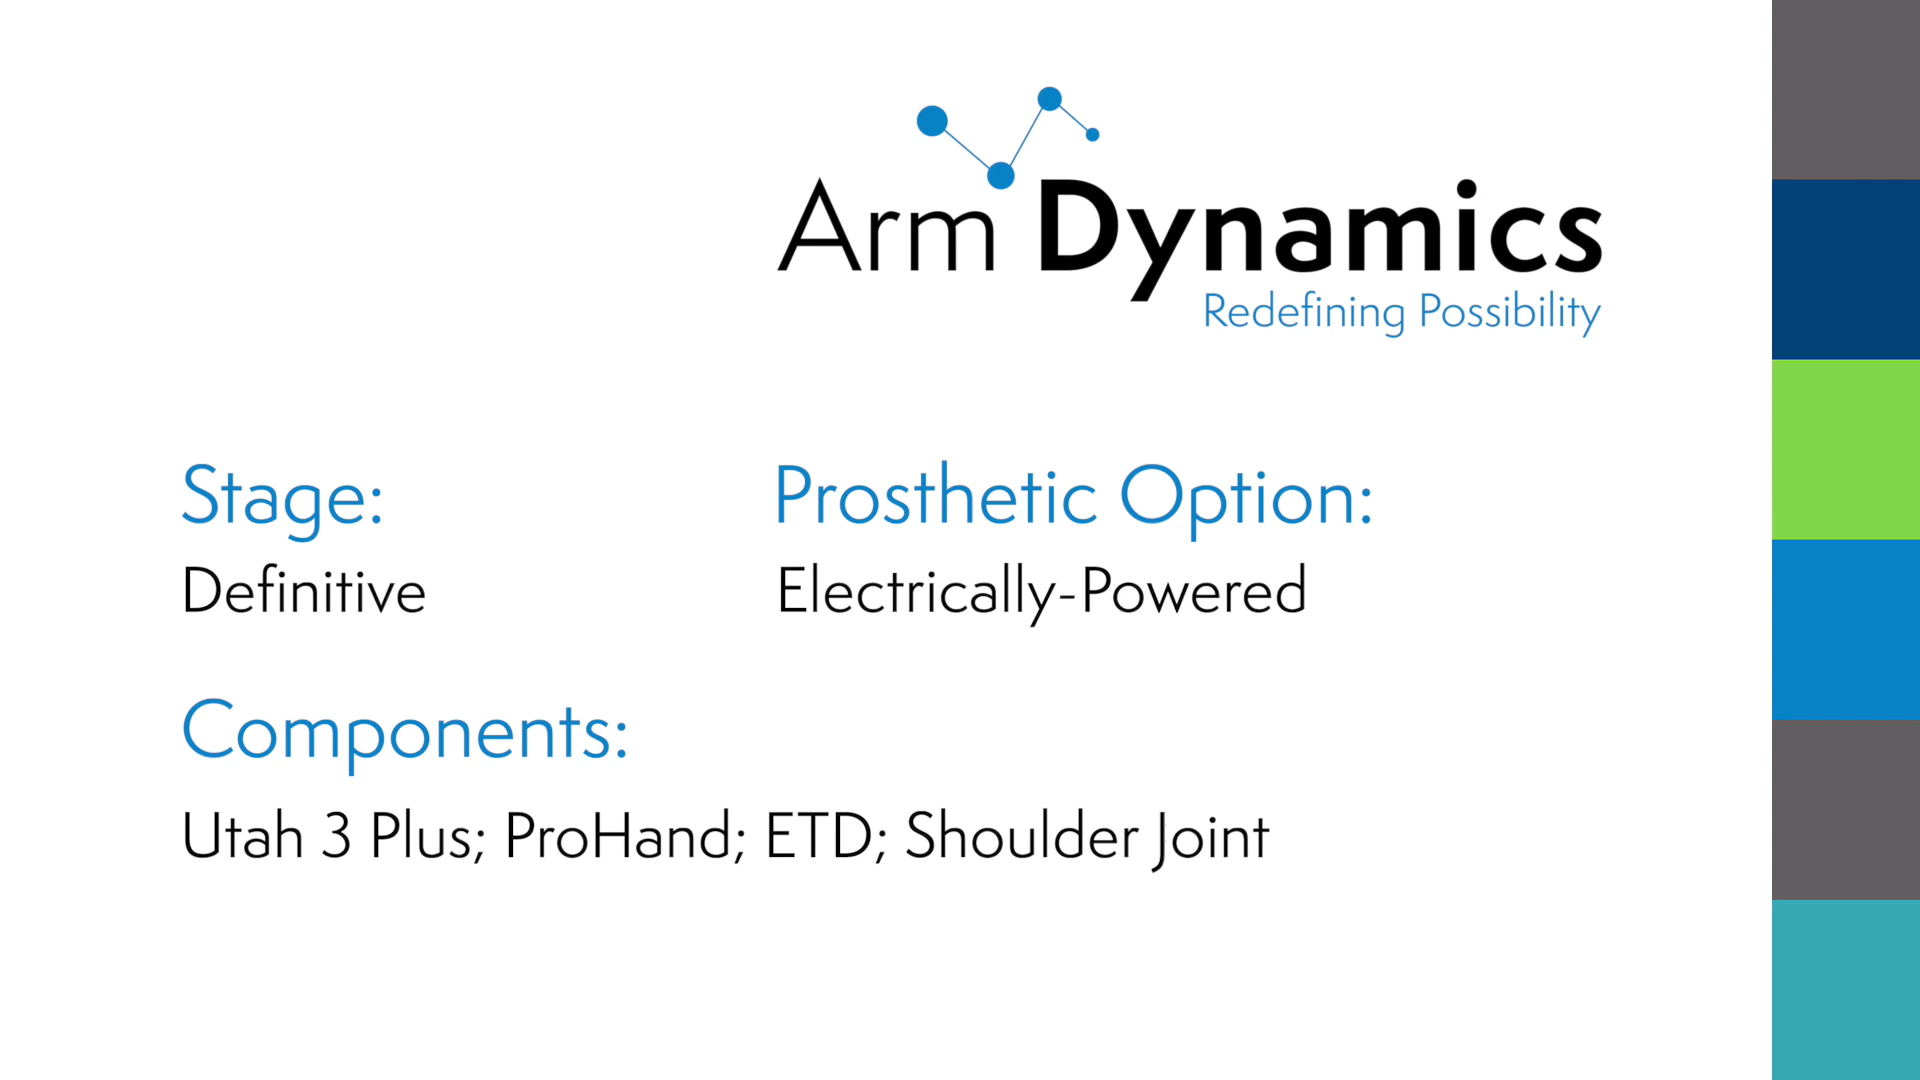 Arm Dynamics
Redefining Possibility
Stage:
Definitive
Prosthetic Option:
Electrically-Powered
Components:
Utah 3 Plus; ProHand; ETD; Shoulder Joint